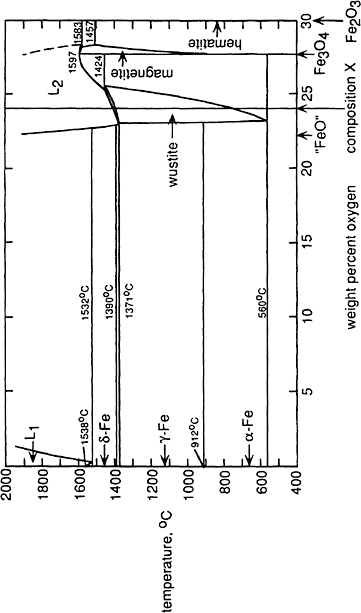 temperature, °C
2000
1800
1600
1400
1200
1000
800
600
400
L₁
1538°C
δ-Fe
γ-Fe
912°C
α-Fe
1532°C
1390°C
1371°C
560°C
L₂
wustite
magnetite
hematite
1597
1583
1424
1457
5
10
15
20
25
30
"FeO"
Fe3O4
Fe2O3
weight percent oxygen
composition X